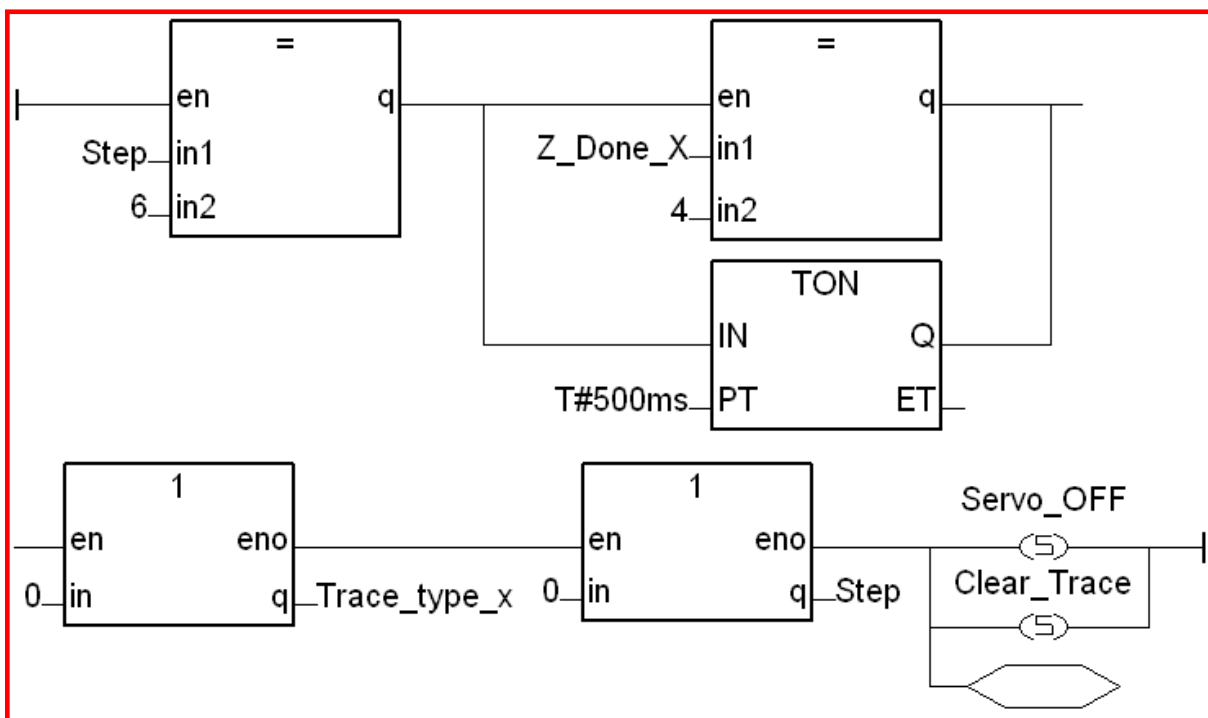 = =
en q en q
Step in1 Z_Done_X in1
6 in2 4 in2
TON
IN Q
T#500ms PT ET
1 1 Servo_OFF
en eno en eno S
0 in q Trace_type_x 0 in q Step Clear_Trace
S